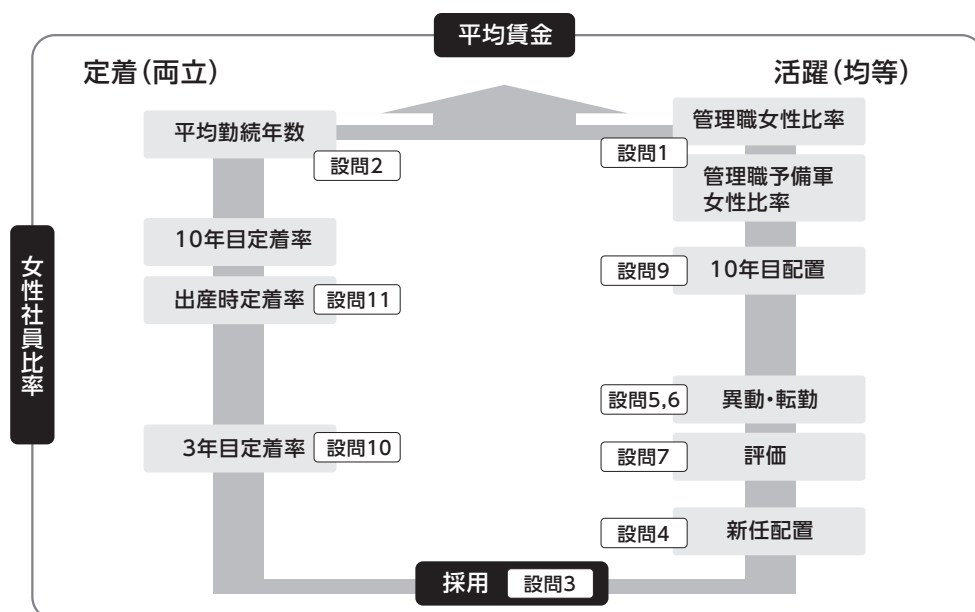 平均賃金
定着(両立)
活躍(均等)
平均勤続年数
設問2
管理職女性比率
設問1
管理職予備軍
女性比率
女性社員比率
10年目定着率
設問9
10年目配置
出産時定着率
設問11
設問5,6
異動・転勤
3年目定着率
設問10
設問7
評価
設問4
新任配置
採用
設問3